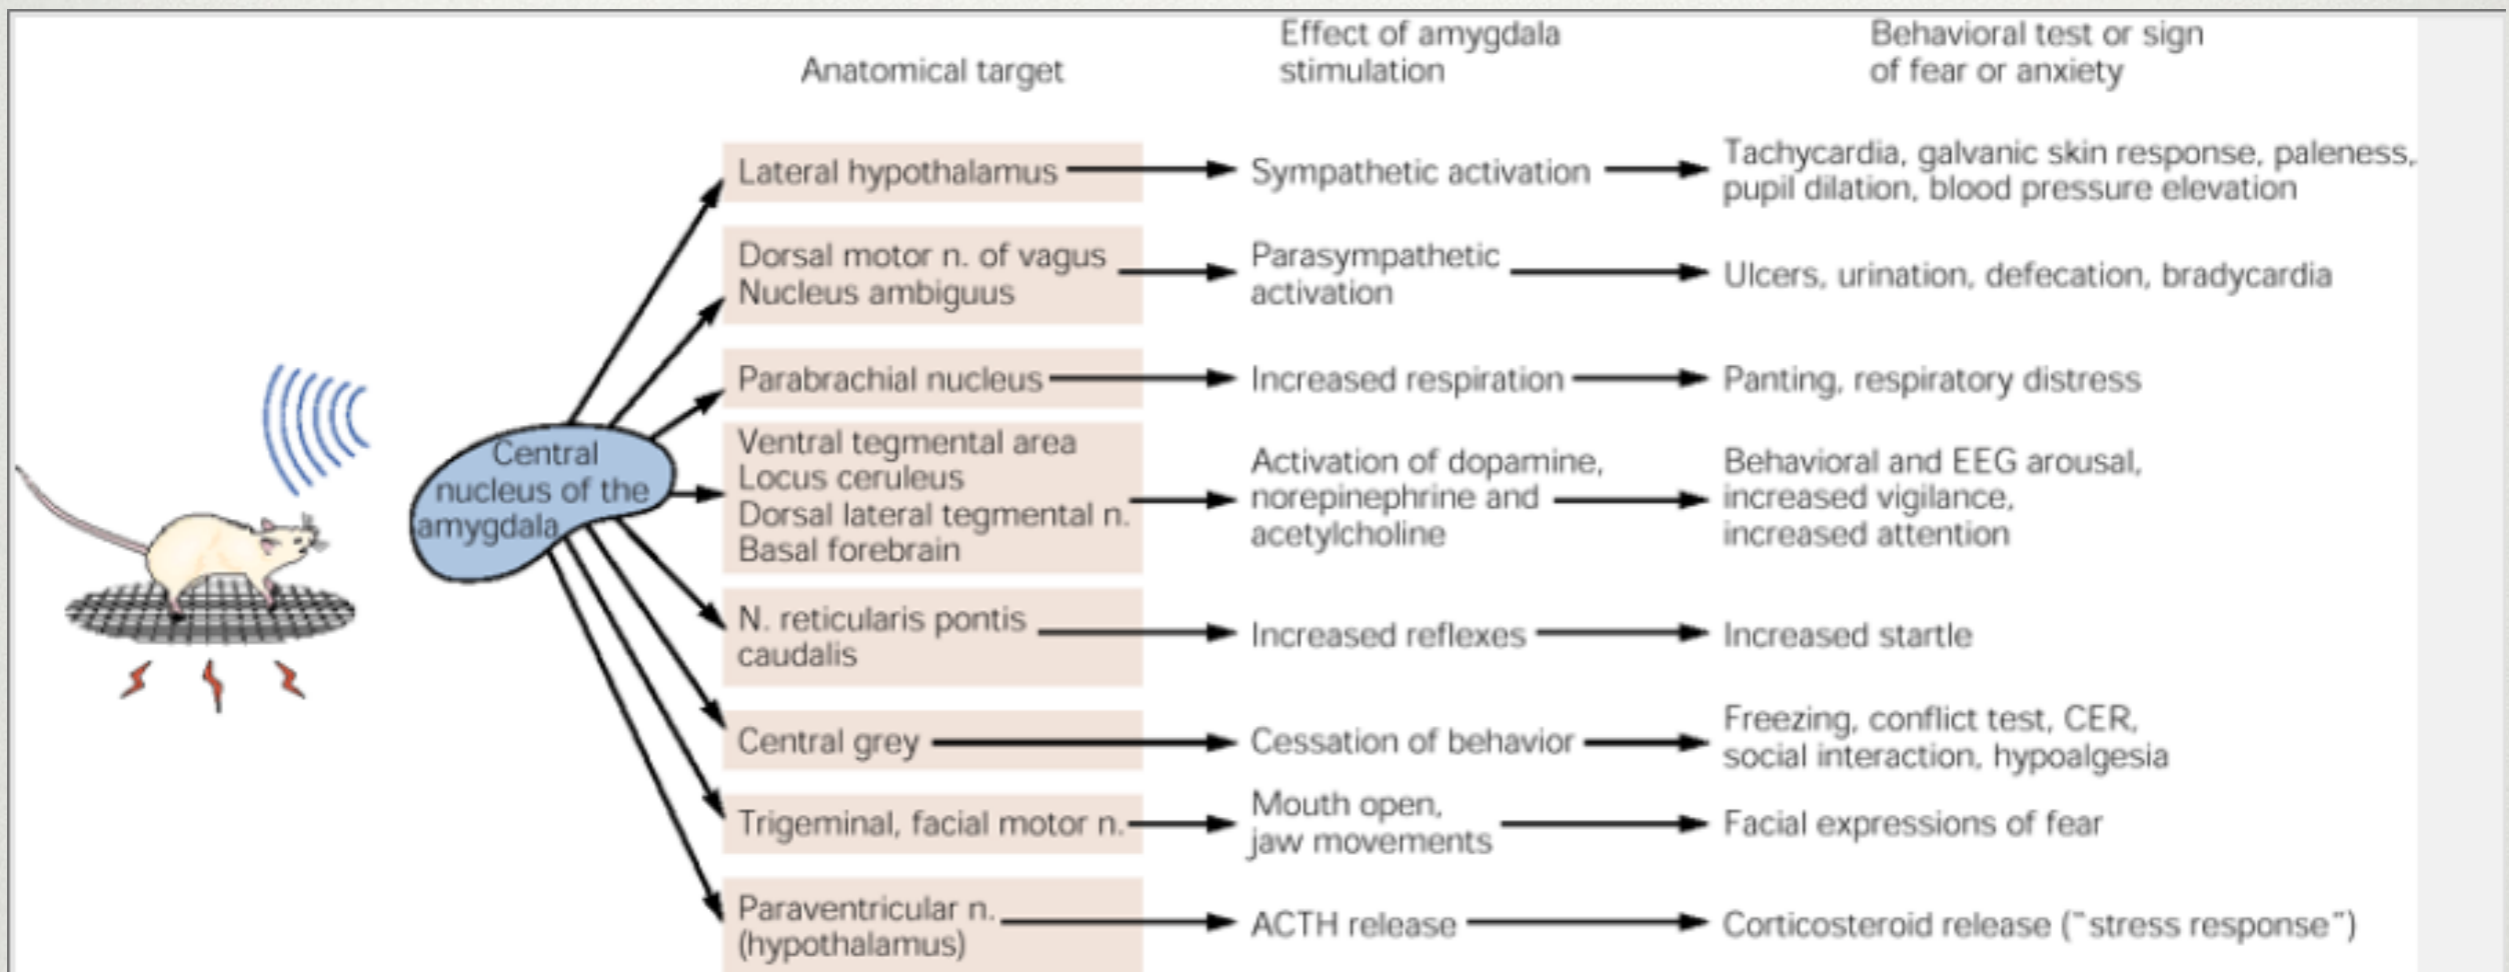 Anatomical target
Effect of amygdala
stimulation
Behavioral test or sign
of fear or anxiety
Central
nucleus of the
amygdala
Lateral hypothalamus
Sympathetic activation
Tachycardia, galvanic skin response, paleness,
pupil dilation, blood pressure elevation
Dorsal motor n. of vagus
Nucleus ambiguus
Parasympathetic
activation
Ulcers, urination, defecation, bradycardia
Parabrachial nucleus
Increased respiration
Panting, respiratory distress
Ventral tegmental area
Locus ceruleus
Dorsal lateral tegmental n.
Basal forebrain
Activation of dopamine,
norepinephrine and
acetylcholine
Behavioral and EEG arousal,
increased vigilance,
increased attention
N. reticularis pontis
caudalis
Increased reflexes
Increased startle
Central grey
Cessation of behavior
Freezing, conflict test, CER,
social interaction, hypoalgesia
Trigeminal, facial motor n.
Mouth open,
jaw movements
Facial expressions of fear
Paraventricular n.
(hypothalamus)
ACTH release
Corticosteroid release ("stress response")